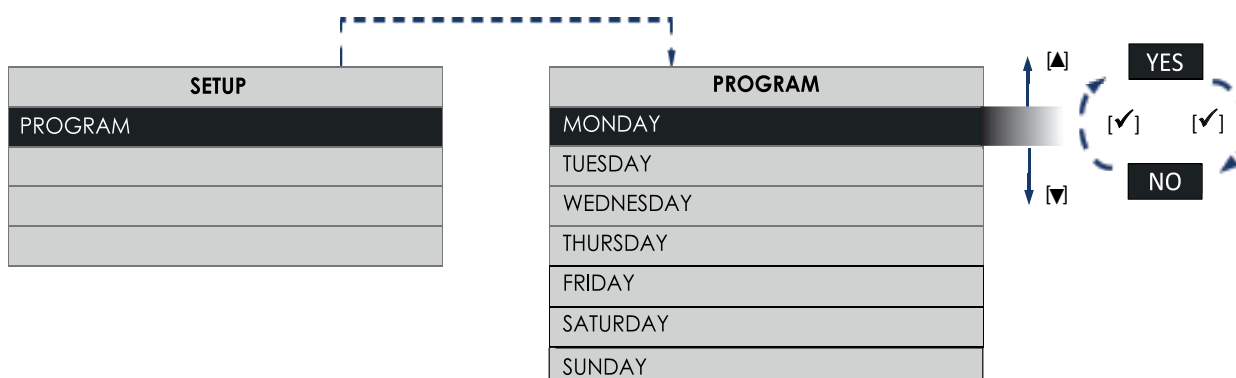 SETUP
PROGRAM
PROGRAM
MONDAY
TUESDAY
WEDNESDAY
THURSDAY
FRIDAY
SATURDAY
SUNDAY
[▲]
[▼]
YES
[✔] [✔]
NO